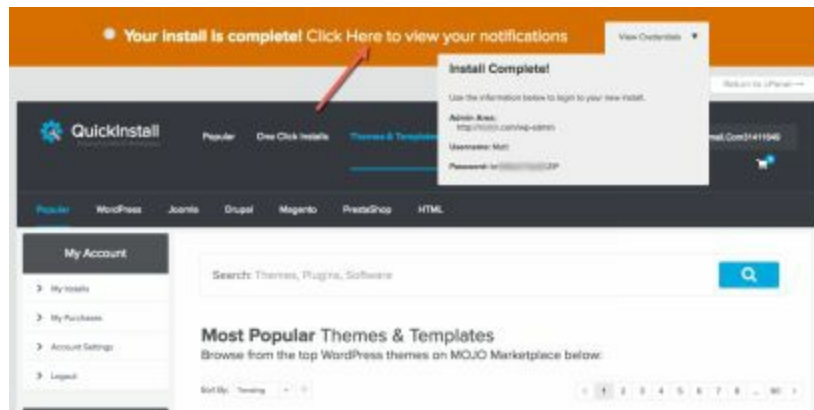 Your install is complete! Click Here to view your notifications
View Credentials
Install Complete!
Use the information below to login to your new install.
Return to cPanel
Admin Area:
Username: Matt
Password:
QuickInstall
Popular One Click Installs Themes & Templates
Popular WordPress Joomla Drupal Magento PrestaShop HTML
My Account
Search: Themes, Plugins, Software
My Installs
My Purchases
Account Settings
Logout
Most Popular Themes & Templates
Browse from the top WordPress themes on MOJO Marketplace below:
Sort By: Trending
1 2 3 4 5 6 7 8 ... 90